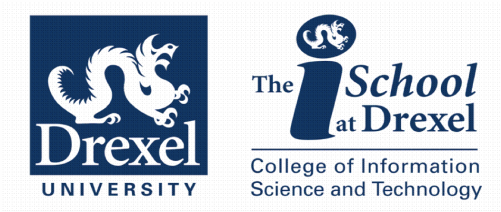 Drexel
UNIVERSITY
The iSchool
at Drexel
College of Information
Science and Technology